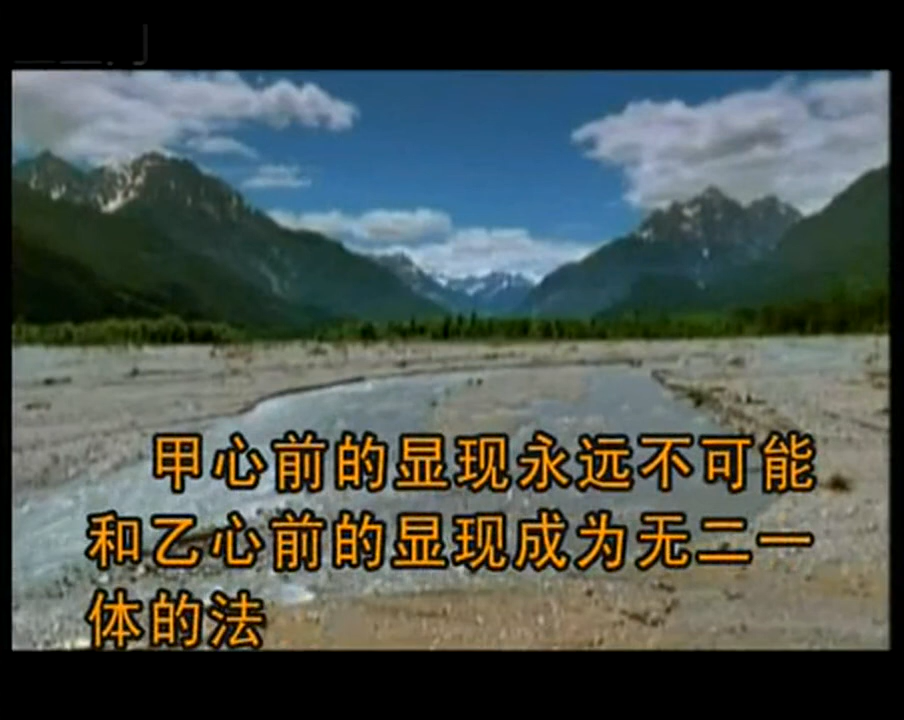 甲心前的显现永远不可能
和乙心前的显现成为无二一
体的法